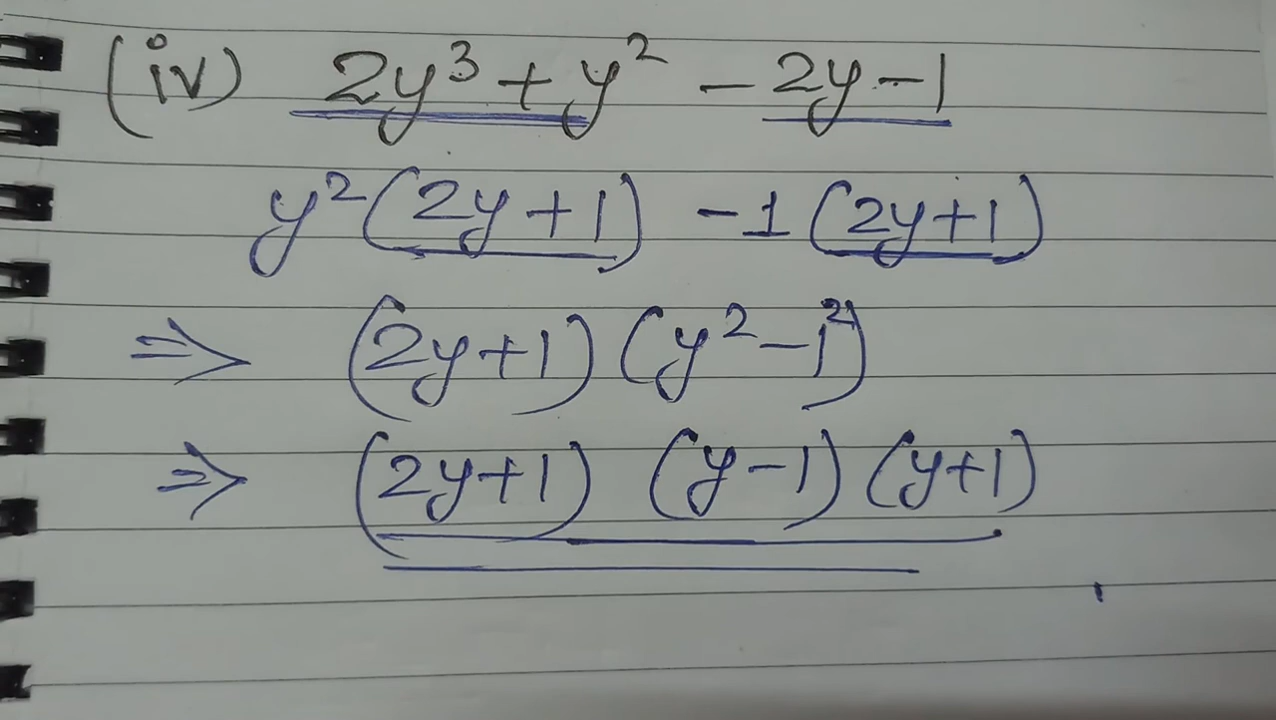 (iv) 2y³ + y² - 2y - 1
y²(2y+1) - 1(2y+1)
⇒ (2y+1)(y²-1²)
⇒ (2y+1) (y-1)(y+1)